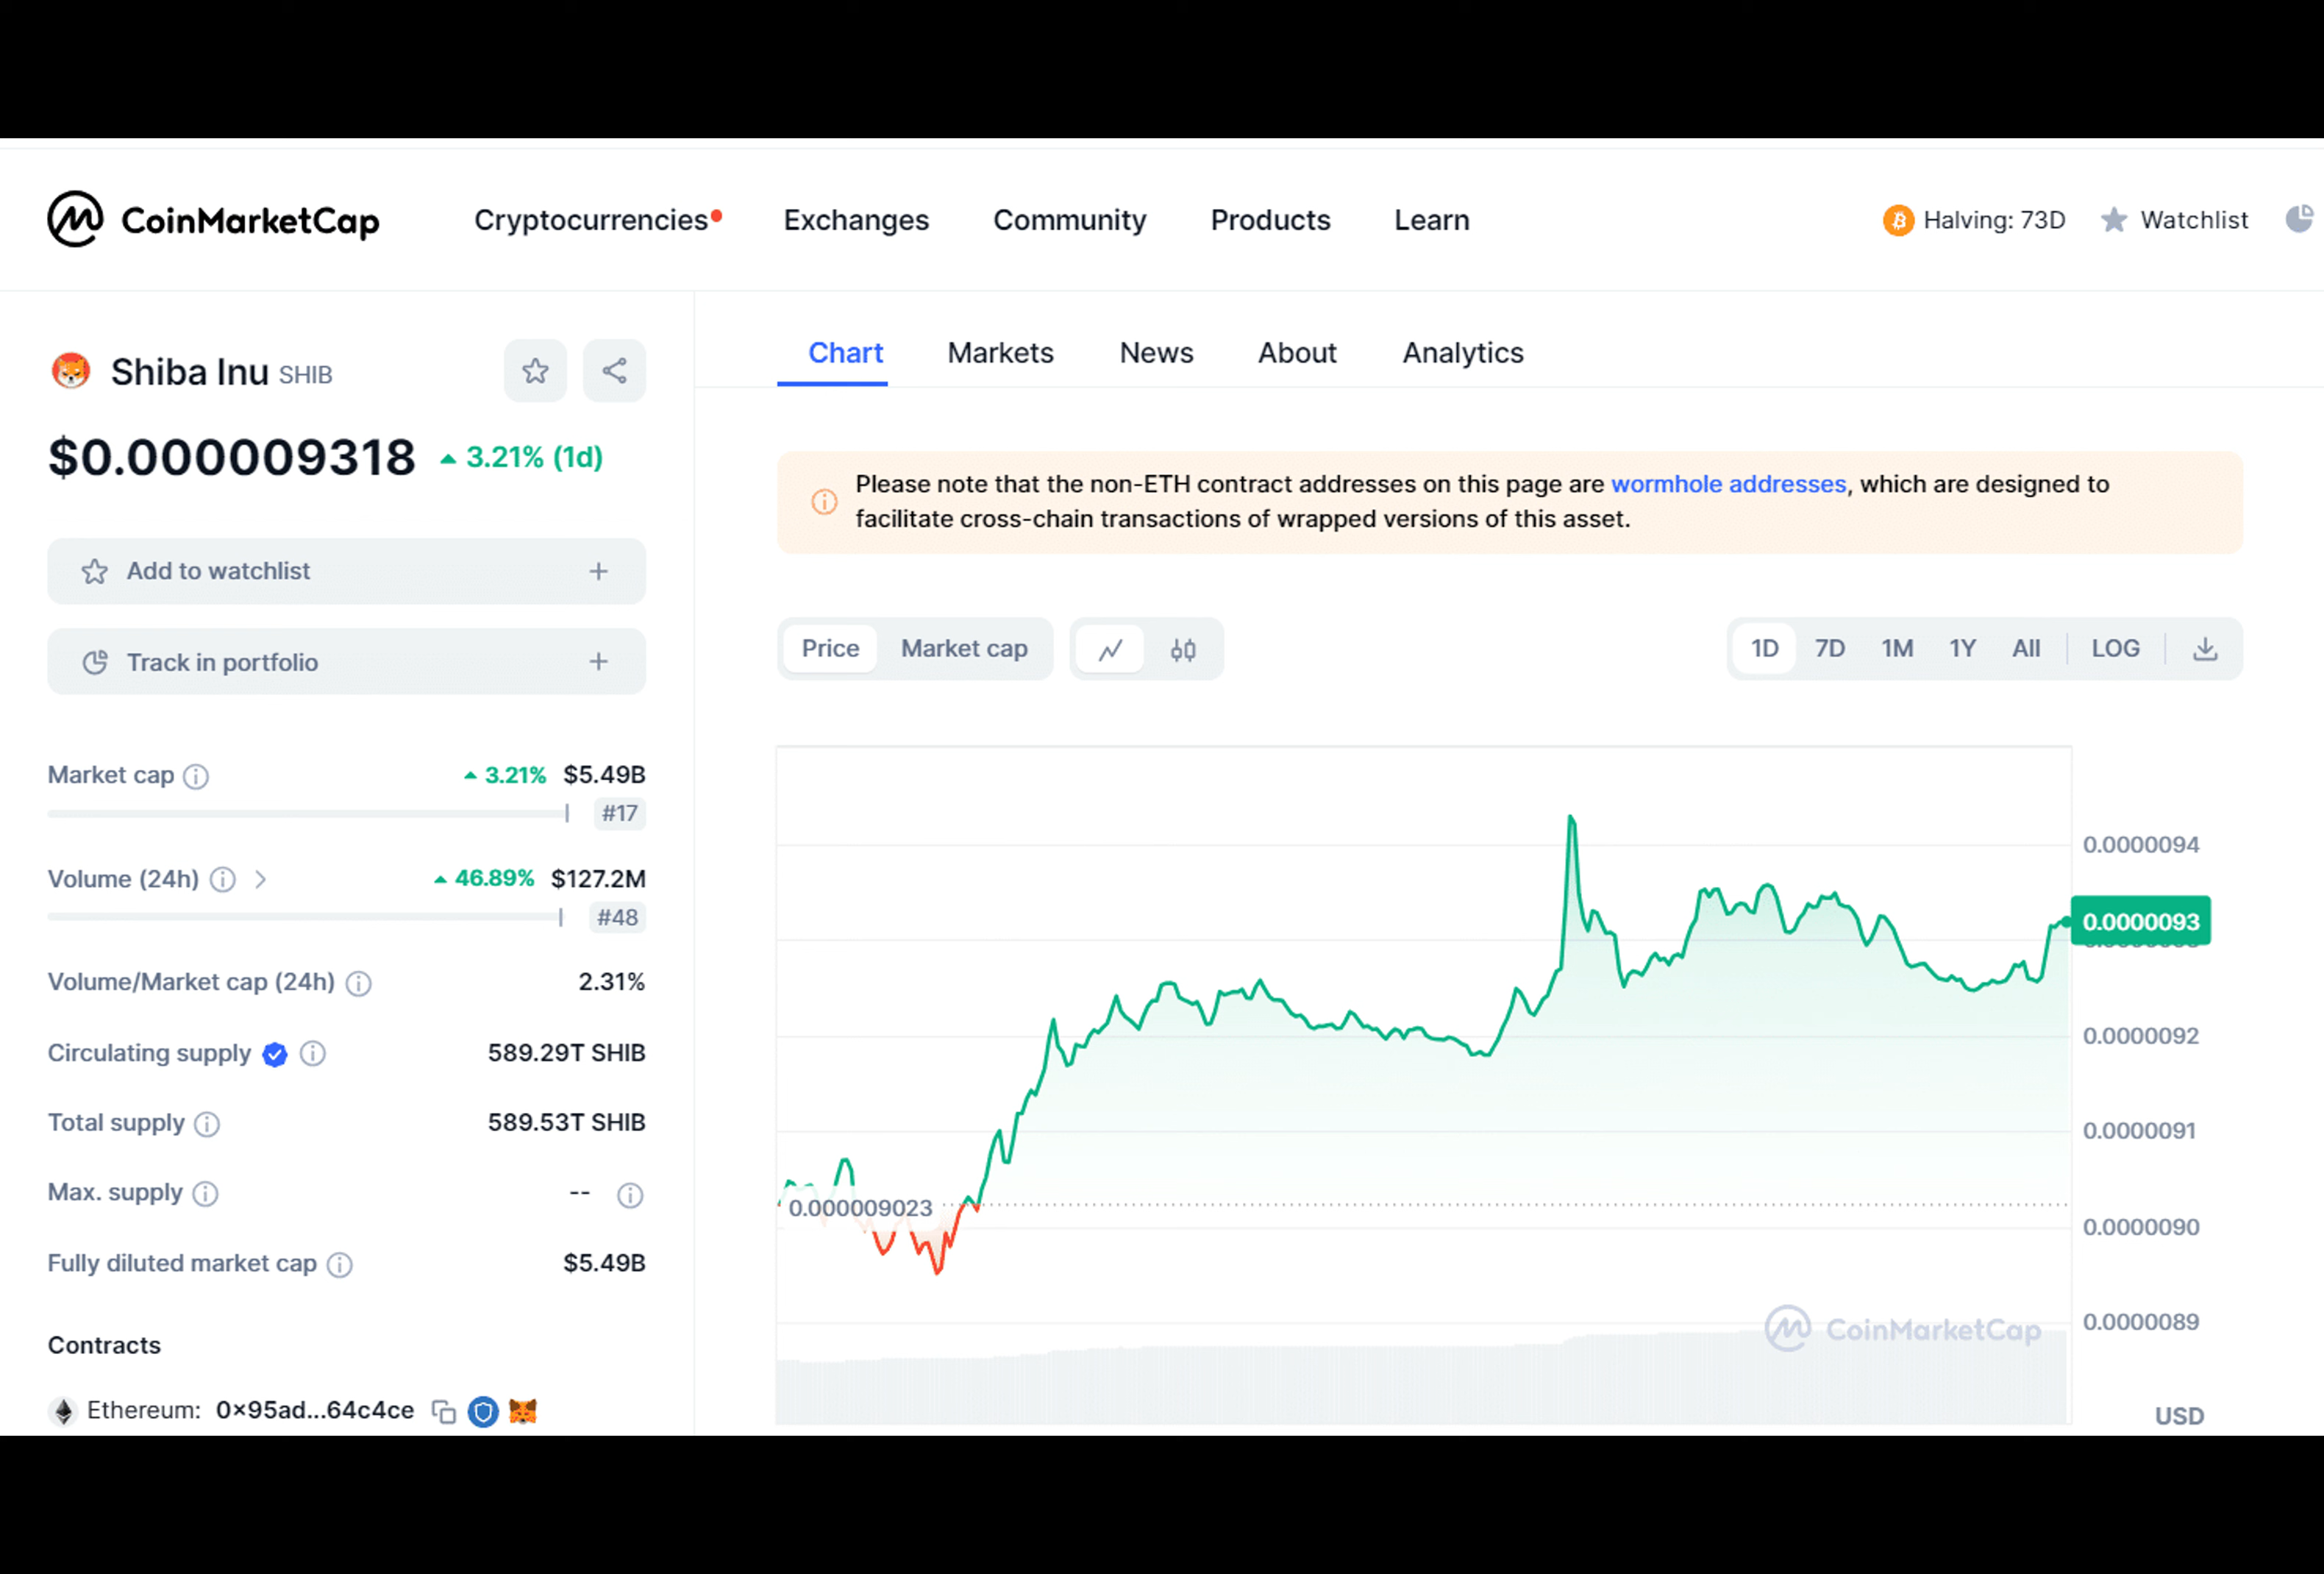 CoinMarketCap
Cryptocurrencies Exchanges Community Products Learn
Halving: 73D Watchlist
Shiba Inu SHIB
$0.000009318 3.21% (1d)
Add to watchlist
Track in portfolio
Market cap 3.21% $5.49B
#17
Volume (24h) 46.89% $127.2M
#48
Volume/Market cap (24h) 2.31%
Circulating supply 589.29T SHIB
Total supply 589.53T SHIB
Max. supply --
Fully diluted market cap $5.49B
Contracts
Ethereum: 0x95ad...64c4ce
Chart Markets News About Analytics
Please note that the non-ETH contract addresses on this page are wormhole addresses, which are designed to
facilitate cross-chain transactions of wrapped versions of this asset.
Price Market cap
1D 7D 1M 1Y All LOG
0.0000094
0.0000093
0.0000092
0.0000091
0.000009023
0.0000090
0.0000089
CoinMarketCap
USD